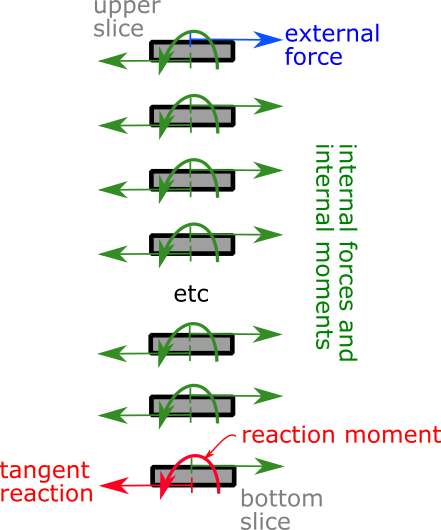 upper
slice
external
force
internal forces and
internal moments
etc
reaction moment
tangent
reaction
bottom
slice